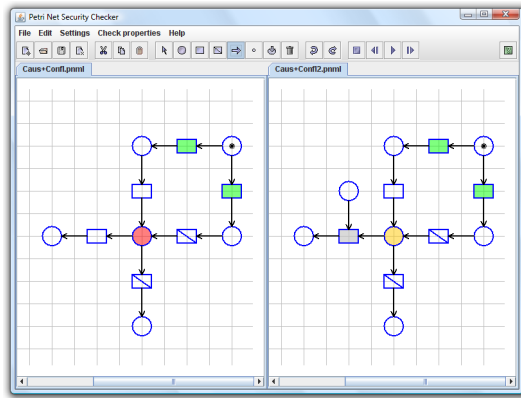 Petri Net Security Checker
File Edit Settings Check properties Help
Caus+Confl.pnml
Caus+Confl2.pnml